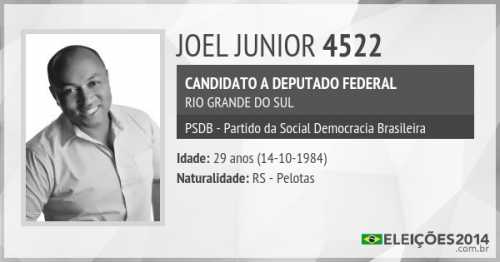 JOEL JUNIOR 4522
CANDIDATO A DEPUTADO FEDERAL
RIO GRANDE DO SUL
PSDB - Partido da Social Democracia Brasileira
Idade: 29 anos (14-10-1984)
Naturalidade: RS - Pelotas
ELEIÇÕES2014
.com.br